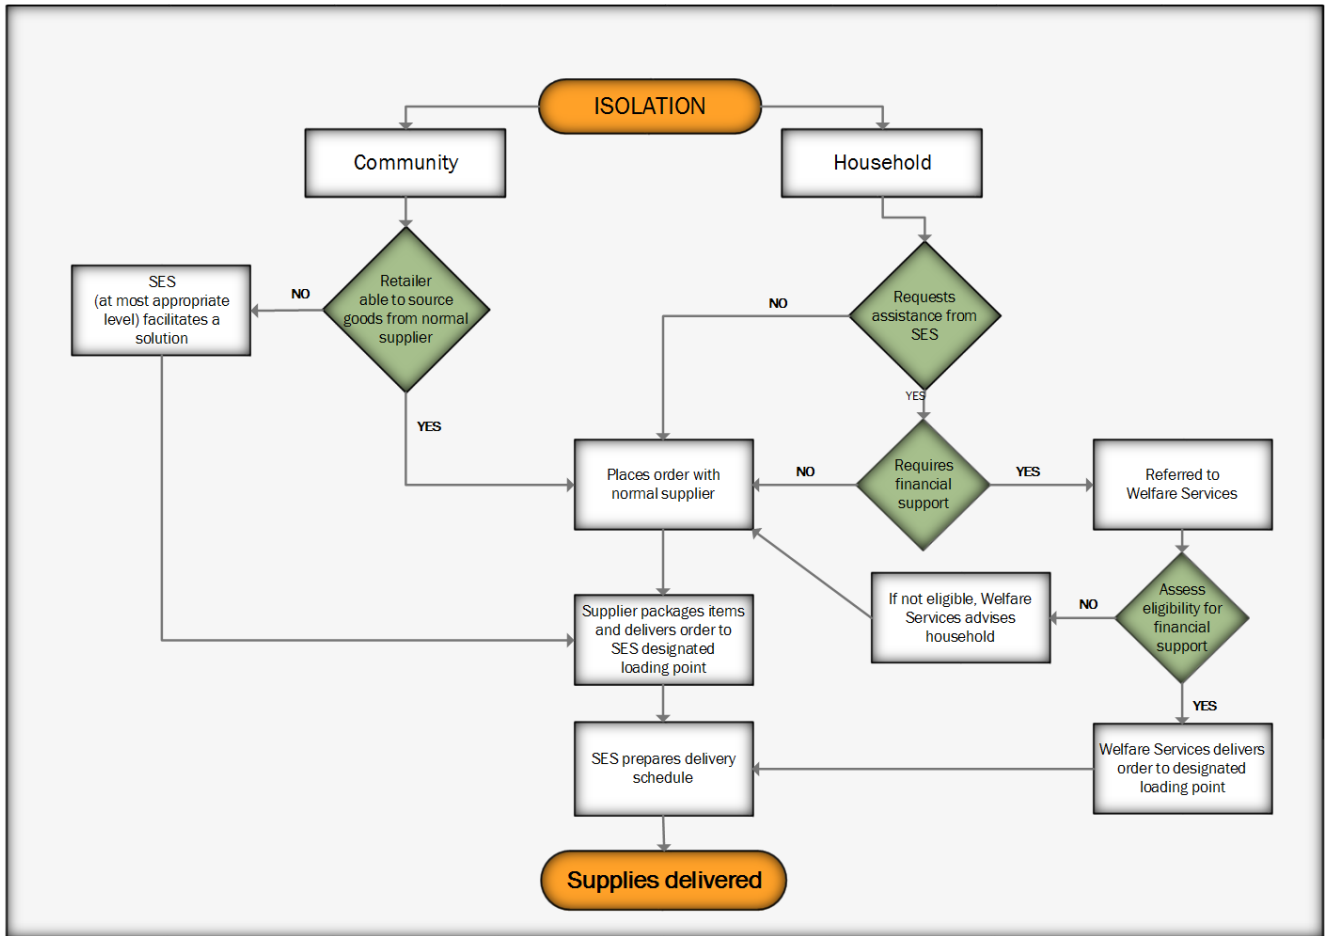 ISOLATION
Community
Household
SES
(at most appropriate
level) facilitates a
solution
NO
Retailer
able to source
goods from normal
supplier
NO
Requests
assistance from
SES
YES
YES
Places order with
normal supplier
NO
Requires
financial
support
YES
Referred to
Welfare Services
Supplier packages items
and delivers order to
SES designated
loading point
If not eligible, Welfare
Services advises
household
NO
Assess
eligibility for
financial
support
YES
SES prepares delivery
schedule
Welfare Services delivers
order to designated
loading point
Supplies delivered